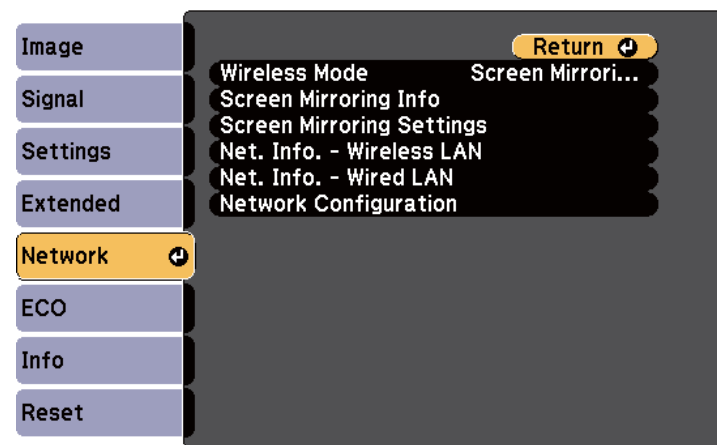 Image
Signal
Settings
Extended
Network
ECO
Info
Reset
Return
Wireless Mode Screen Mirrori...
Screen Mirroring Info
Screen Mirroring Settings
Net. Info. - Wireless LAN
Net. Info. - Wired LAN
Network Configuration